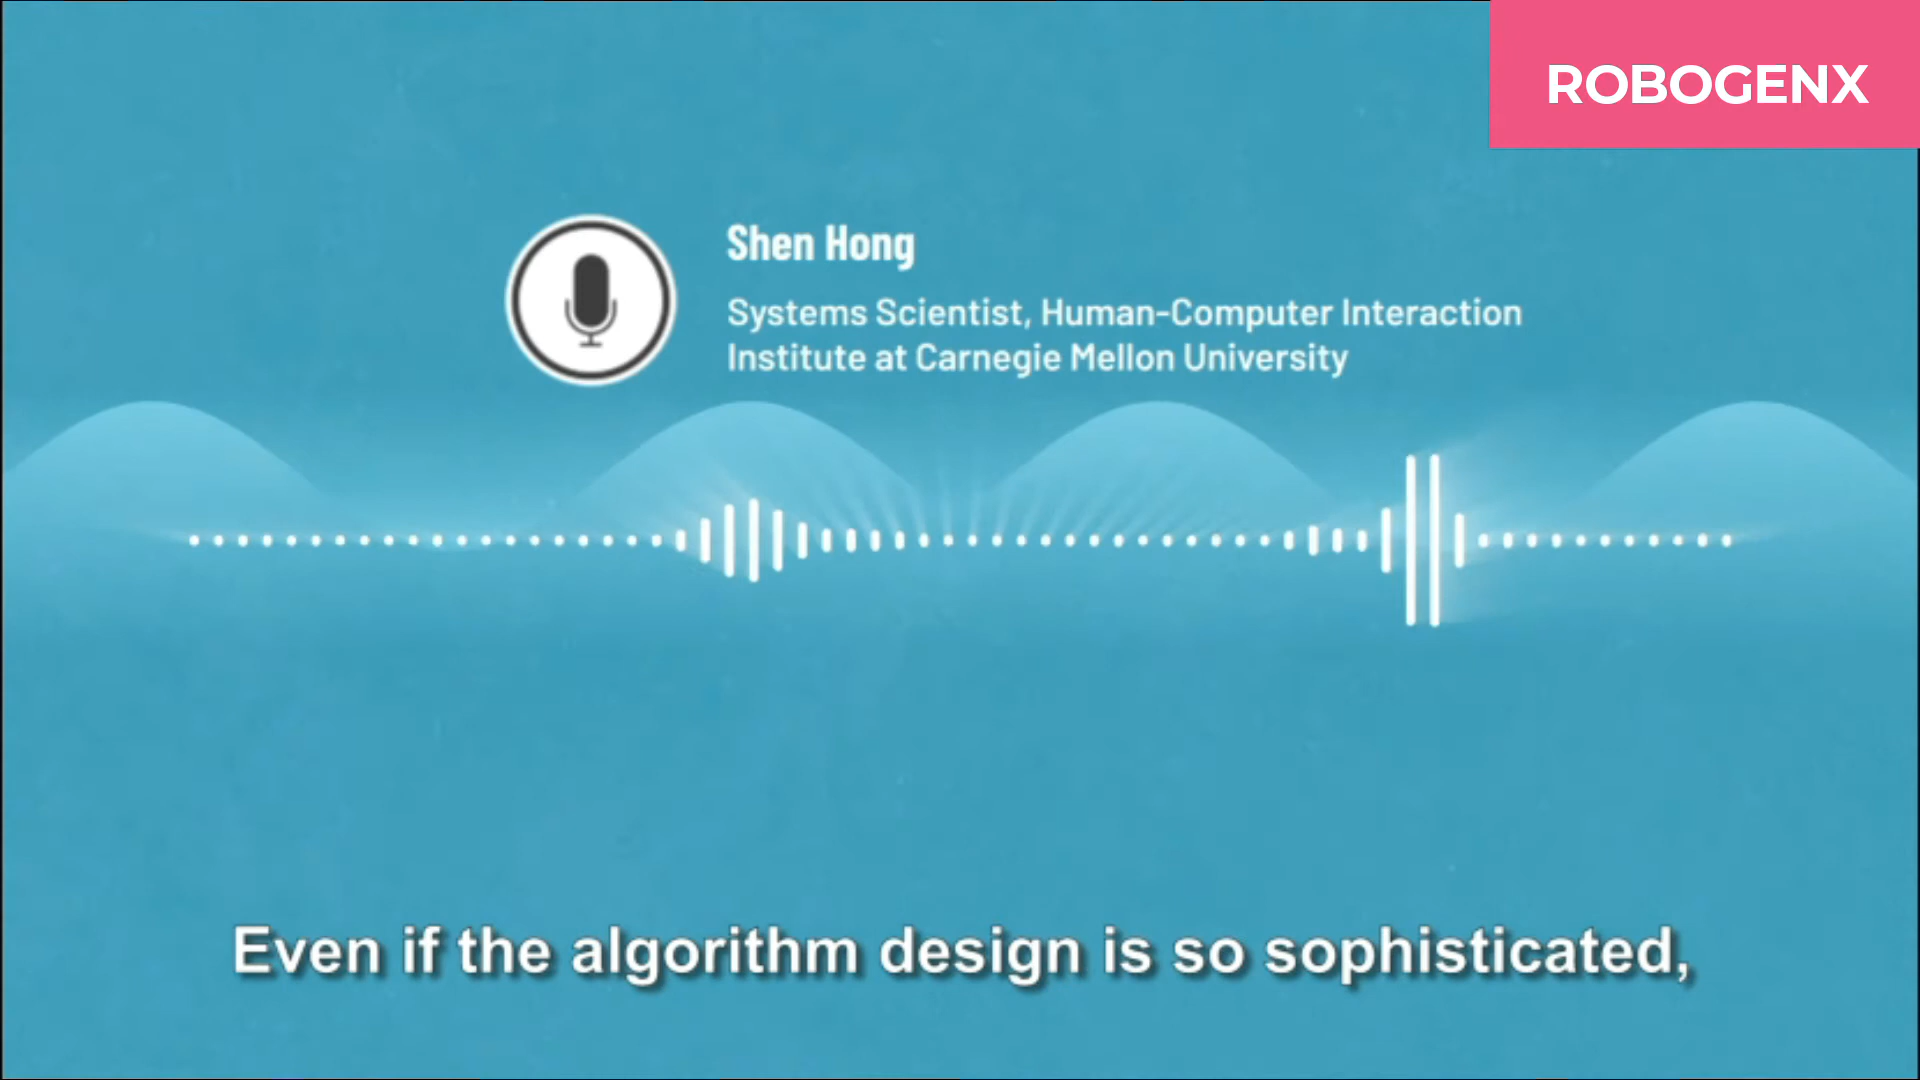 ROBOGENX
Shen Hong
Systems Scientist, Human-Computer Interaction
Institute at Carnegie Mellon University
Even if the algorithm design is so sophisticated,